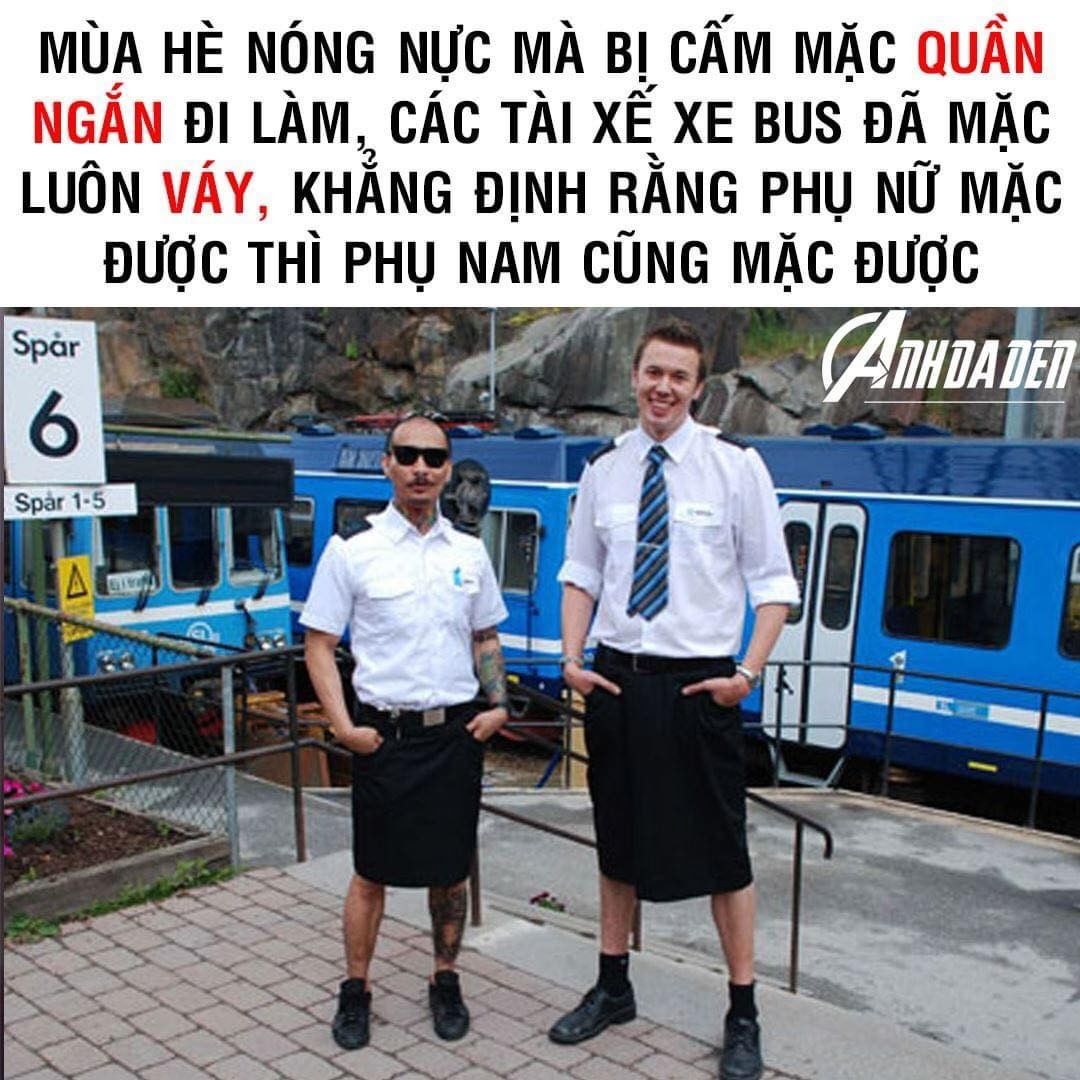 MÙA HÈ NÓNG NỰC MÀ BỊ CẤM MẶC QUẦN
NGẮN ĐI LÀM, CÁC TÀI XẾ XE BUS ĐÃ MẶC
LUÔN VÁY, KHẲNG ĐỊNH RẰNG PHỤ NỮ MẶC
ĐƯỢC THÌ PHỤ NAM CŨNG MẶC ĐƯỢC
ANHDADEN
Spår
6
Spår 1-5